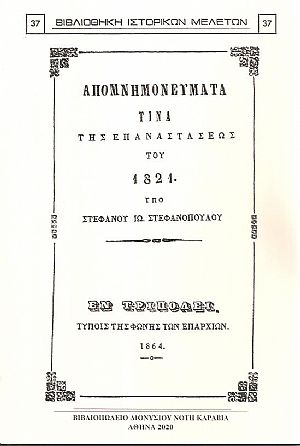 37 ΒΙΒΛΙΟΘΗΚΗ ΙΣΤΟΡΙΚΩΝ ΜΕΛΕΤΩΝ 37
ΑΠΟΜΝΗΜΟΝΕΥΜΑΤΑ
ΤΙΝΑ
ΤΗΣ ΕΠΑΝΑΣΤΑΣΕΩΣ
ΤΟΥ
1821.
ΥΠΟ
ΣΤΕΦΑΝΟΥ ΙΩ. ΣΤΕΦΑΝΟΠΟΥΛΟΥ
ΕΝ ΤΡΙΠΟΛΕΙ,
ΤΥΠΟΙΣ ΤΗΣ ΦΩΝΗΣ ΤΩΝ ΕΠΑΡΧΙΩΝ.
1864.
ΒΙΒΛΙΟΠΩΛΕΙΟ ΔΙΟΝΥΣΙΟΥ ΝΟΤΗ ΚΑΡΑΒΙΑ
ΑΘΗΝΑ 2020